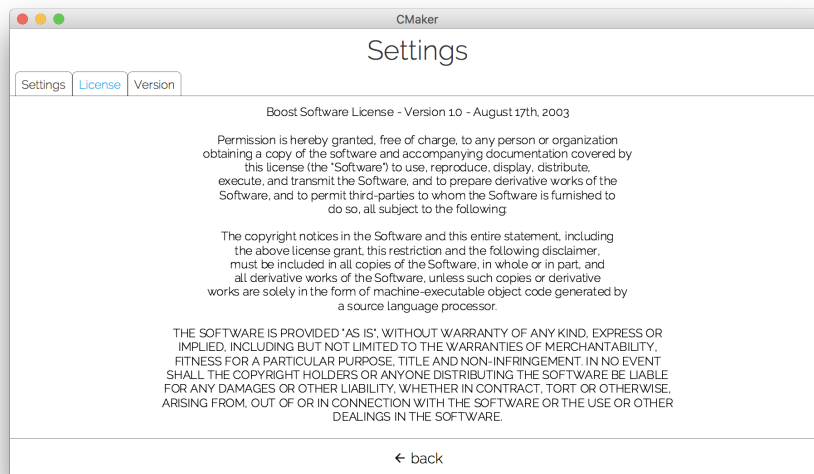 CMaker
Settings
Settings License Version
Boost Software License - Version 1.0 - August 17th, 2003
Permission is hereby granted, free of charge, to any person or organization
obtaining a copy of the software and accompanying documentation covered by
this license (the "Software") to use, reproduce, display, distribute,
execute, and transmit the Software, and to prepare derivative works of the
Software, and to permit third-parties to whom the Software is furnished to
do so, all subject to the following:
The copyright notices in the Software and this entire statement, including
the above license grant, this restriction and the following disclaimer,
must be included in all copies of the Software, in whole or in part, and
all derivative works of the Software, unless such copies or derivative
works are solely in the form of machine-executable object code generated by
a source language processor.
THE SOFTWARE IS PROVIDED "AS IS", WITHOUT WARRANTY OF ANY KIND, EXPRESS OR
IMPLIED, INCLUDING BUT NOT LIMITED TO THE WARRANTIES OF MERCHANTABILITY,
FITNESS FOR A PARTICULAR PURPOSE, TITLE AND NON-INFRINGEMENT. IN NO EVENT
SHALL THE COPYRIGHT HOLDERS OR ANYONE DISTRIBUTING THE SOFTWARE BE LIABLE
FOR ANY DAMAGES OR OTHER LIABILITY, WHETHER IN CONTRACT, TORT OR OTHERWISE,
ARISING FROM, OUT OF OR IN CONNECTION WITH THE SOFTWARE OR THE USE OR OTHER
DEALINGS IN THE SOFTWARE.
← back